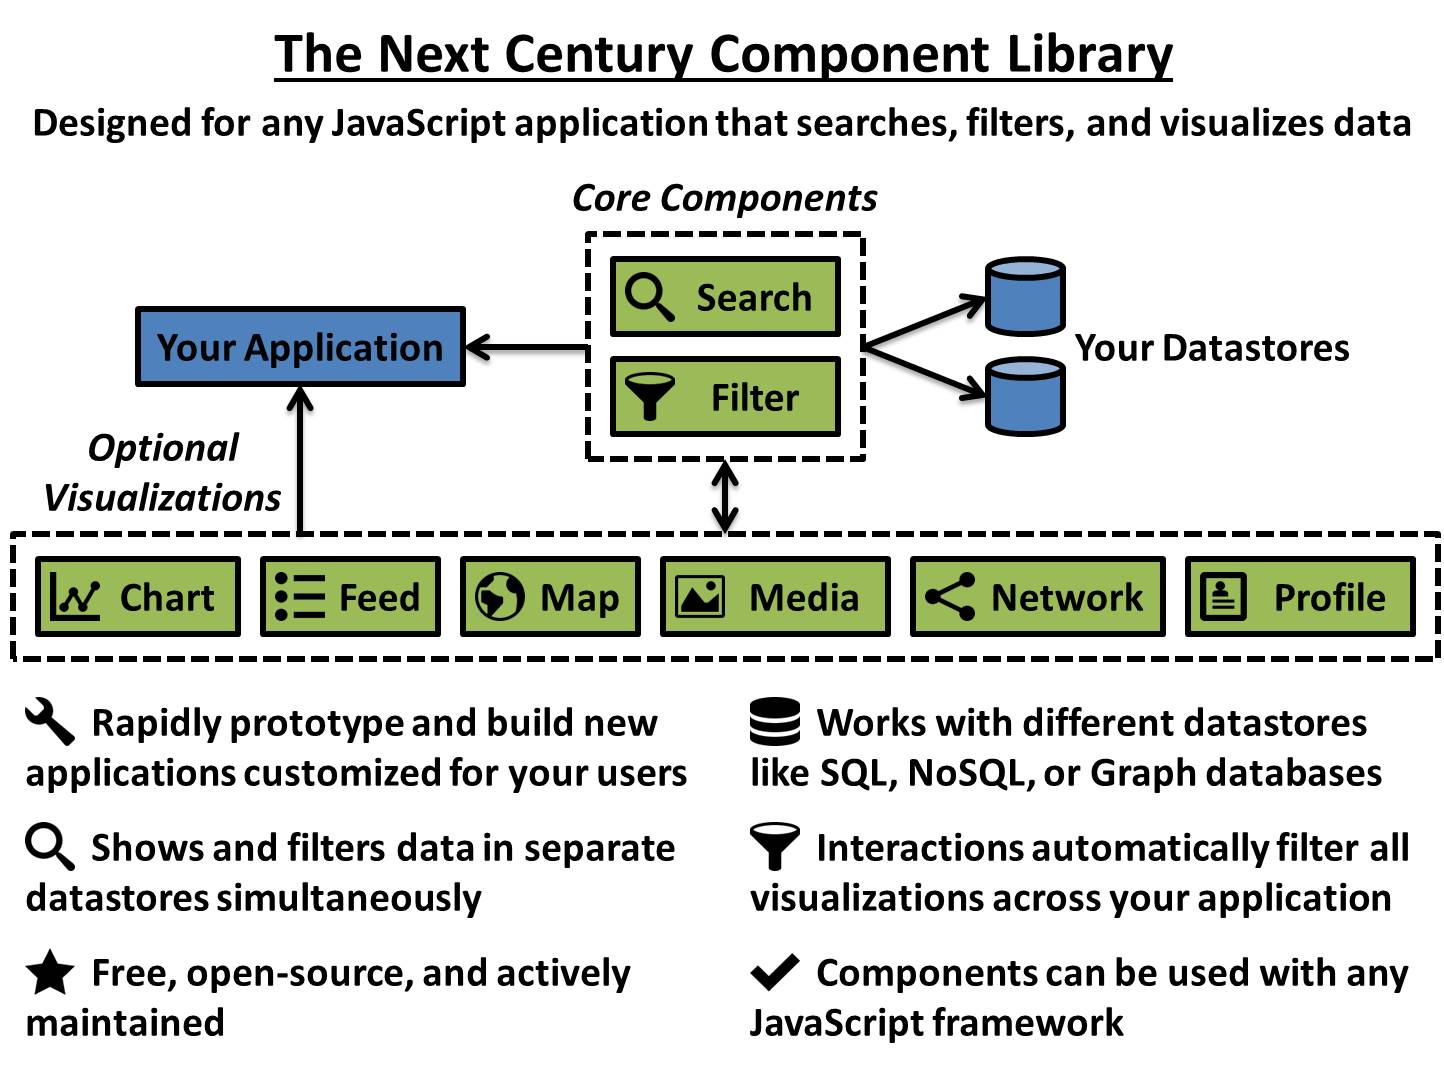 The Next Century Component Library
Designed for any JavaScript application that searches, filters, and visualizes data
Core Components
Search
Your Application
Your Datastores
Filter
Optional
Visualizations
Chart
Feed
Map
Media
Network
Profile
Rapidly prototype and build new
applications customized for your users
Works with different datastores
like SQL, NoSQL, or Graph databases
Shows and filters data in separate
datastores simultaneously
Interactions automatically filter all
visualizations across your application
Free, open-source, and actively
maintained
Components can be used with any
JavaScript framework